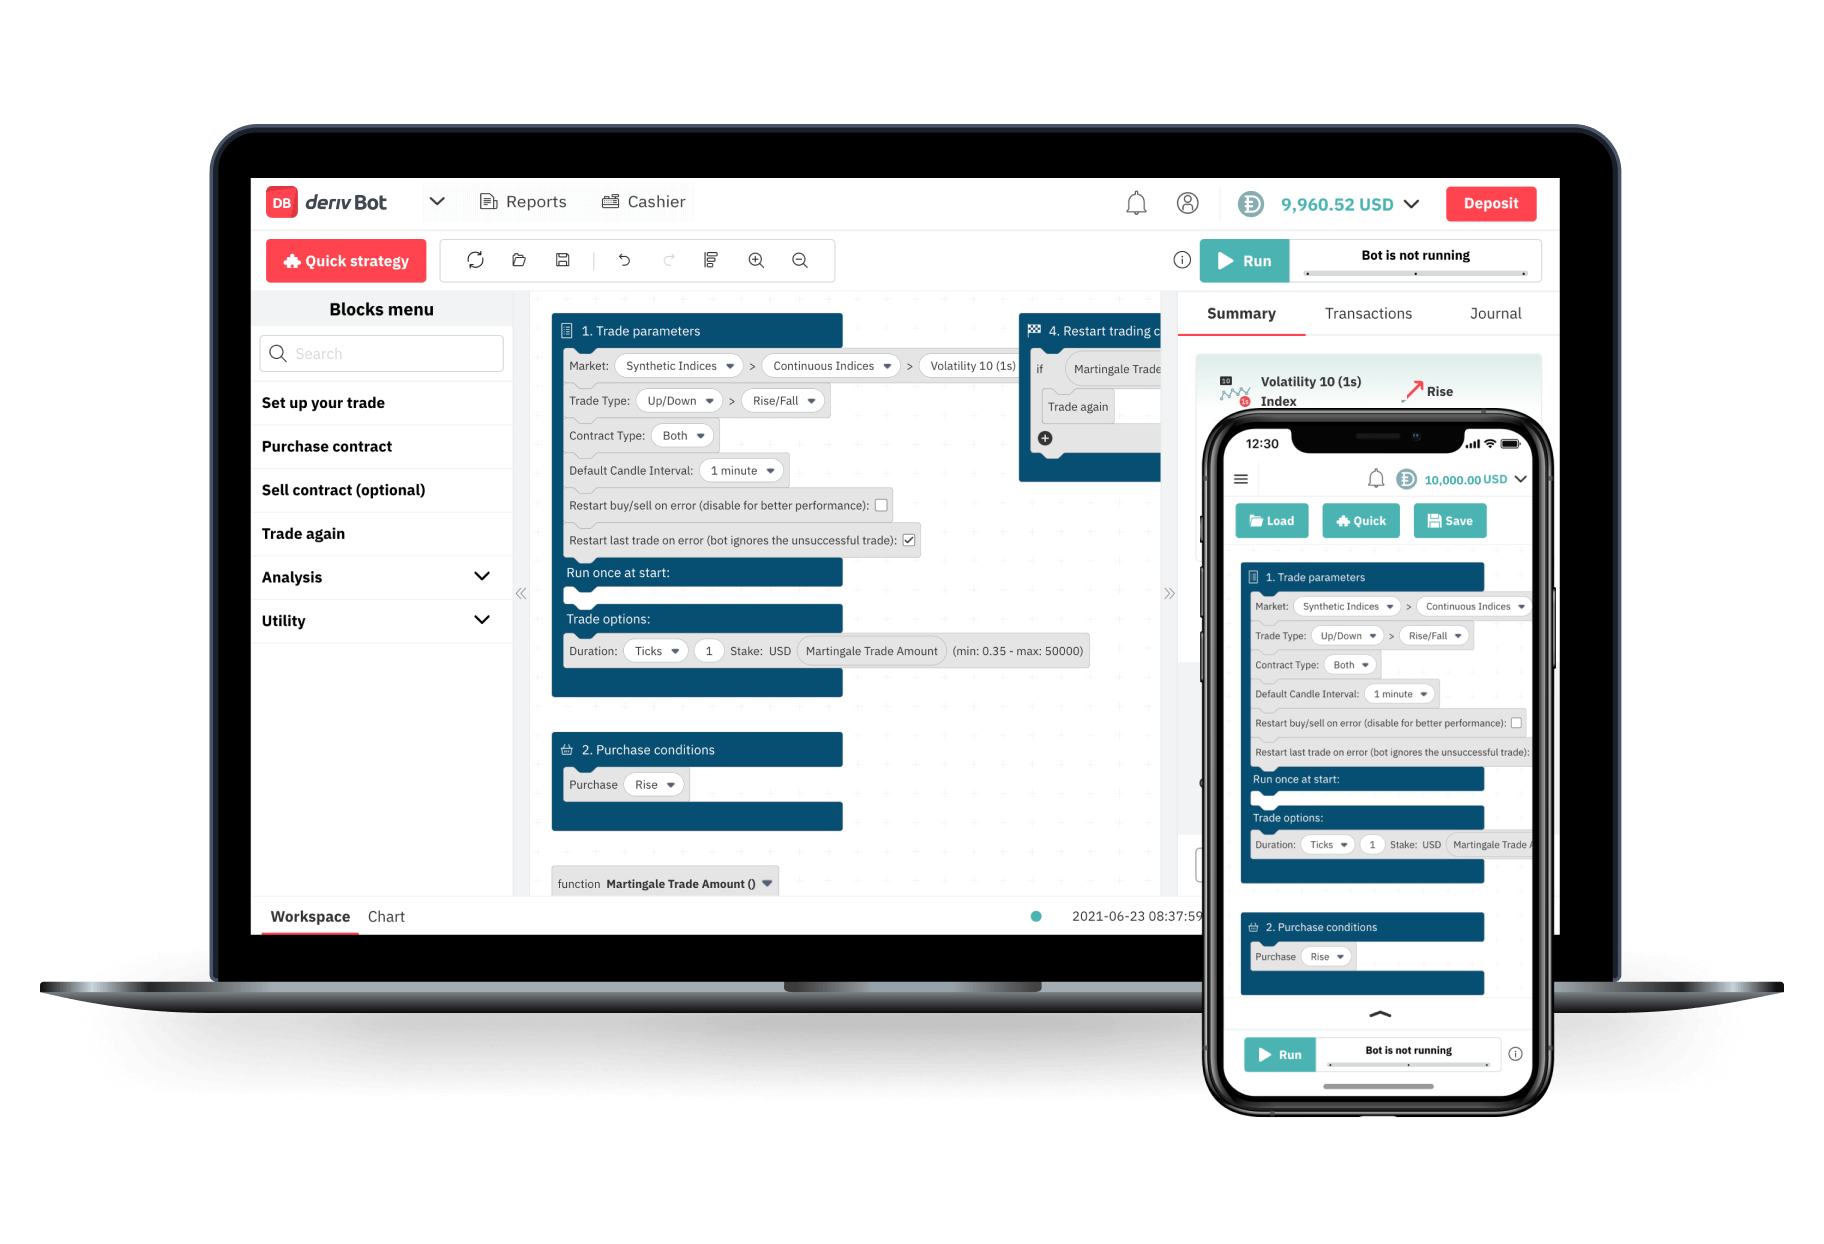 DB deriv Bot
Reports
Cashier
9,960.52 USD
Deposit
Quick strategy
Run
Bot is not running
Blocks menu
Search
Set up your trade
Purchase contract
Sell contract (optional)
Trade again
Analysis
Utility
1. Trade parameters
Market: Synthetic Indices > Continuous Indices > Volatility 10 (1s)
Trade Type: Up/Down > Rise/Fall
Contract Type: Both
Default Candle Interval: 1 minute
Restart buy/sell on error (disable for better performance):
Restart last trade on error (bot ignores the unsuccessful trade):
Run once at start:
Trade options:
Duration: Ticks 1 Stake: USD Martingale Trade Amount (min: 0.35 - max: 50000)
2. Purchase conditions
Purchase Rise
function Martingale Trade Amount ()
4. Restart trading c
if Martingale Trade
Trade again
Summary
Transactions
Journal
10
1s
Volatility 10 (1s)
Index
Rise
Workspace
Chart
2021-06-23 08:37:59
12:30
10,000.00 USD
Load
Quick
Save
1. Trade parameters
Market: Synthetic Indices > Continuous Indices
Trade Type: Up/Down > Rise/Fall
Contract Type: Both
Default Candle Interval: 1 minute
Restart buy/sell on error (disable for better performance):
Restart last trade on error (bot ignores the unsuccessful trade):
Run once at start:
Trade options:
Duration: Ticks 1 Stake: USD Martingale Trade A
2. Purchase conditions
Purchase Rise
Run
Bot is not running